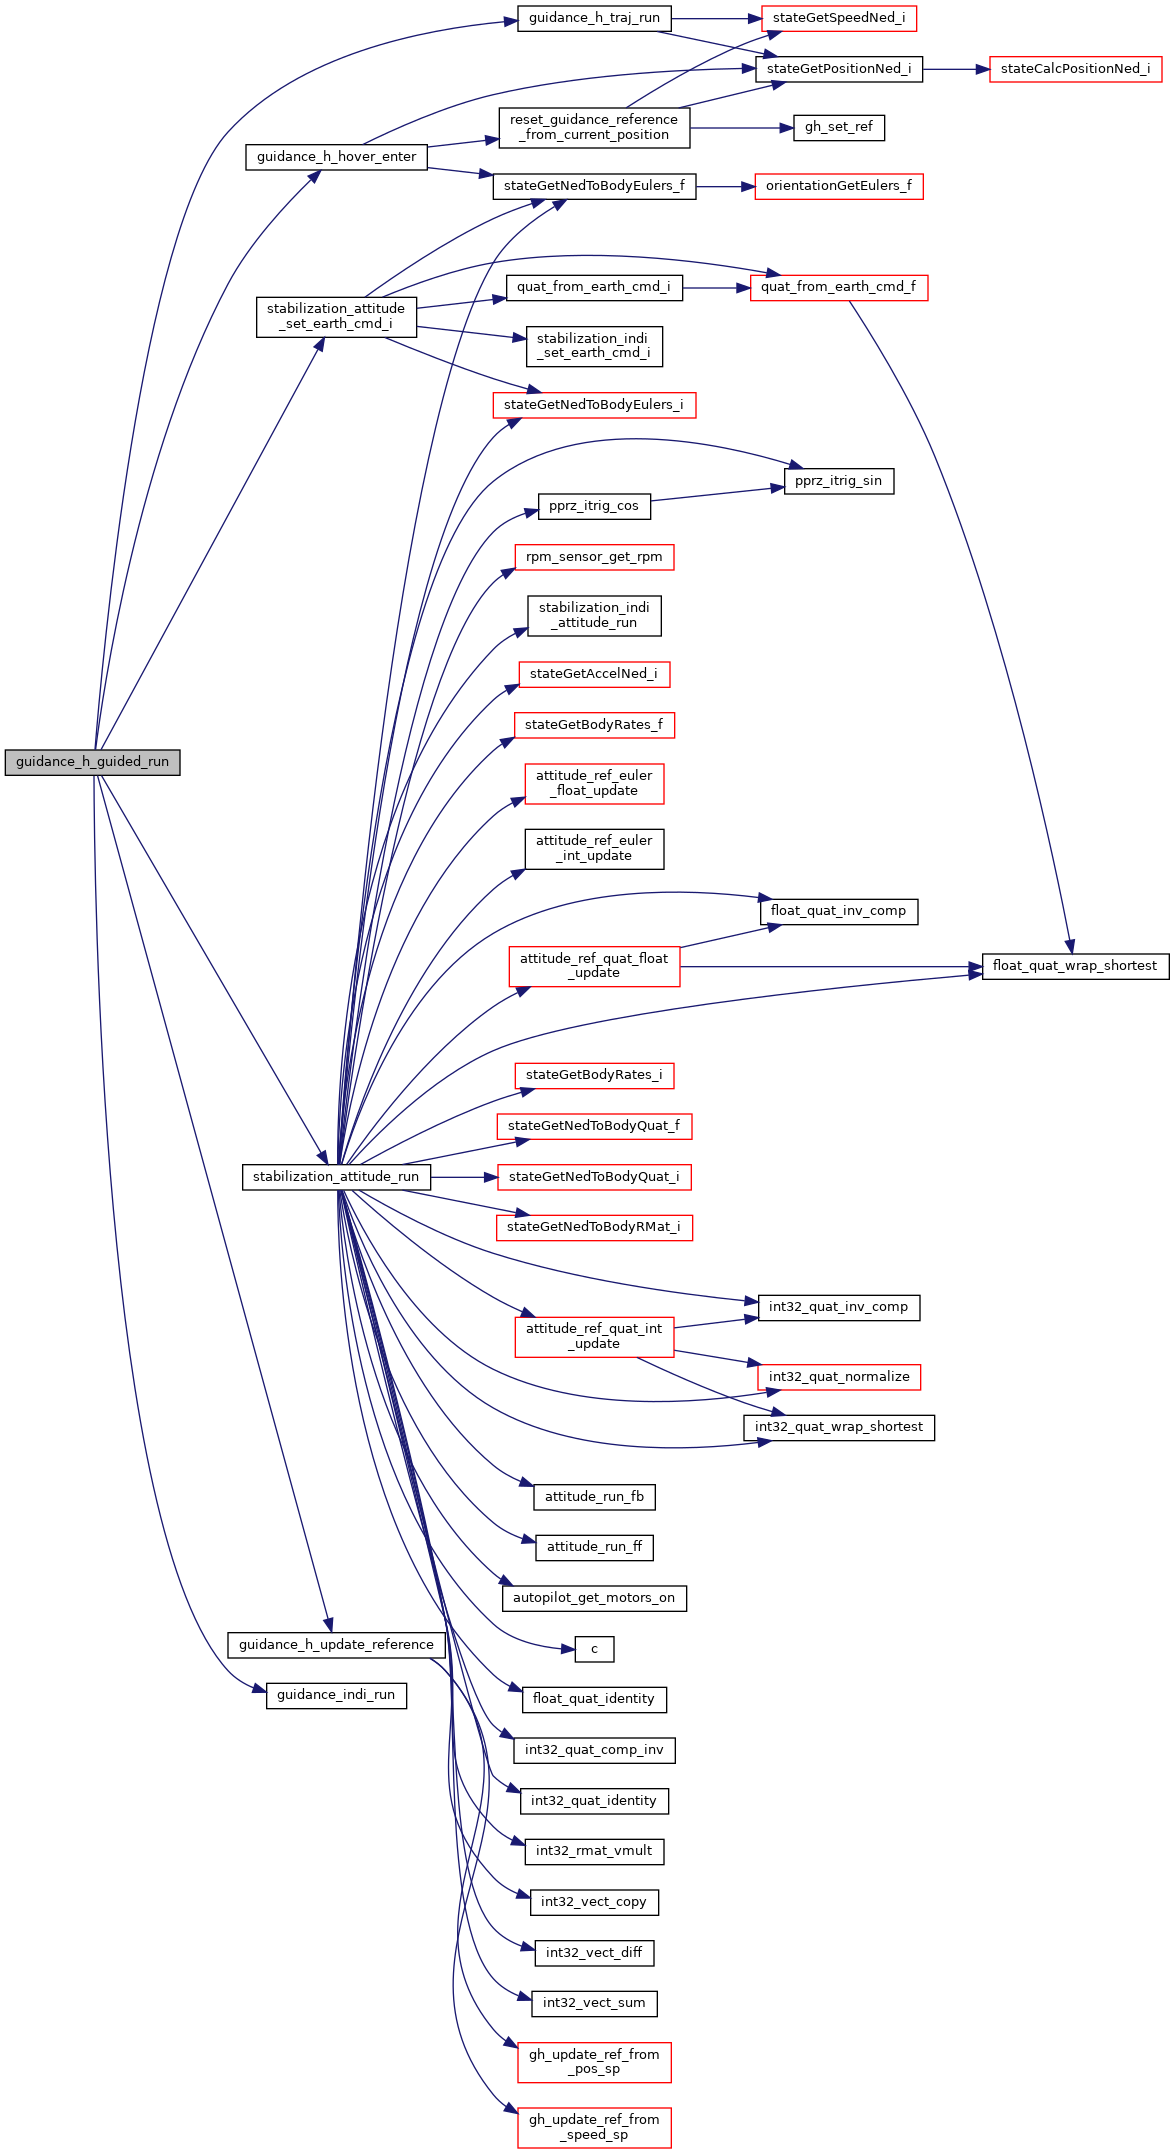 guidance_h_traj_run
stateGetSpeedNed_i
stateGetPositionNed_i
stateCalcPositionNed_i
reset_guidance_reference
_from_current_position
gh_set_ref
guidance_h_hover_enter
stateGetNedToBodyEulers_f
orientationGetEulers_f
quat_from_earth_cmd_i
quat_from_earth_cmd_f
stabilization_attitude
_set_earth_cmd_i
stabilization_indi
_set_earth_cmd_i
stateGetNedToBodyEulers_i
pprz_itrig_sin
pprz_itrig_cos
rpm_sensor_get_rpm
stabilization_indi
_attitude_run
stateGetAccelNed_i
stateGetBodyRates_f
guidance_h_guided_run
attitude_ref_euler
_float_update
attitude_ref_euler
_int_update
float_quat_inv_comp
attitude_ref_quat_float
_update
float_quat_wrap_shortest
stateGetBodyRates_i
stateGetNedToBodyQuat_f
stabilization_attitude_run
stateGetNedToBodyQuat_i
stateGetNedToBodyRMat_i
int32_quat_inv_comp
attitude_ref_quat_int
_update
int32_quat_normalize
int32_quat_wrap_shortest
attitude_run_fb
attitude_run_ff
autopilot_get_motors_on
guidance_h_update_reference
c
guidance_indi_run
float_quat_identity
int32_quat_comp_inv
int32_quat_identity
int32_rmat_vmult
int32_vect_copy
int32_vect_diff
int32_vect_sum
gh_update_ref_from
_pos_sp
gh_update_ref_from
_speed_sp